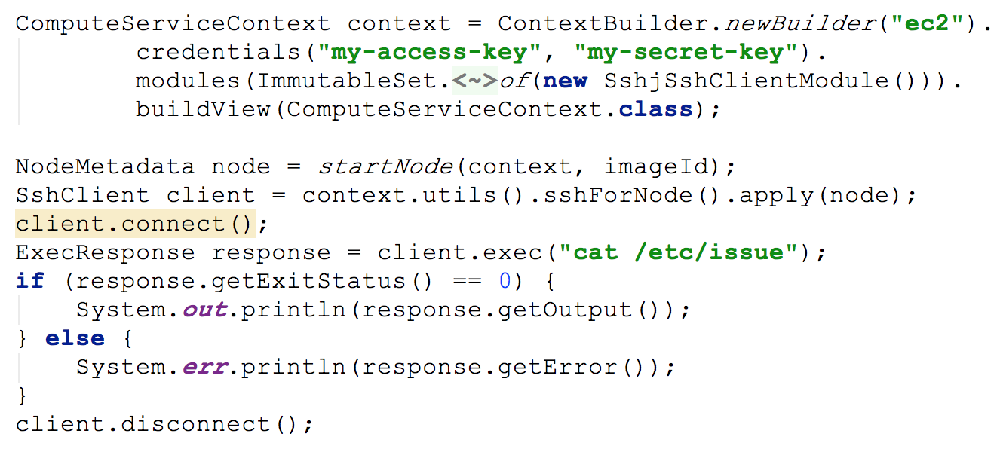 ComputeServiceContext context = ContextBuilder.newBuilder("ec2").
        credentials("my-access-key", "my-secret-key").
        modules(ImmutableSet.<~>of(new SshjSshClientModule())).
        buildView(ComputeServiceContext.class);

NodeMetadata node = startNode(context, imageId);
SshClient client = context.utils().sshForNode().apply(node);
client.connect();
ExecResponse response = client.exec("cat /etc/issue");
if (response.getExitStatus() == 0) {
    System.out.println(response.getOutput());
} else {
    System.err.println(response.getError());
}
client.disconnect();